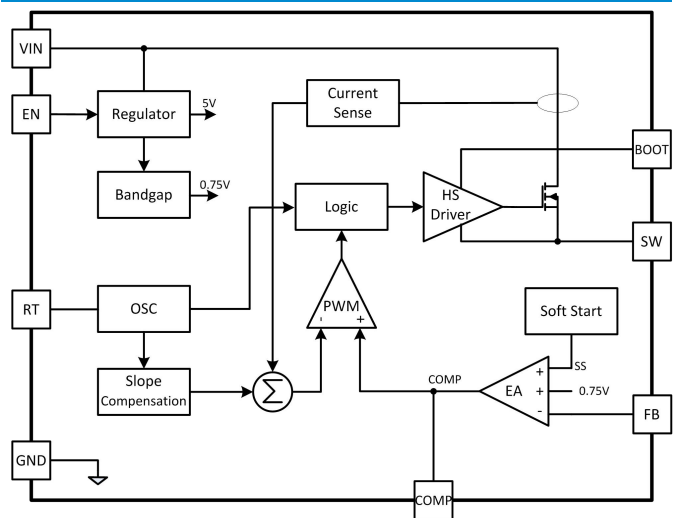 VIN
Current
Sense
5V
EN
Regulator
BOOT
Bandgap
0.75V
HS
Driver
Logic
SW
RT
OSC
PWM
- +
Soft Start
SS
+
COMP
EA
+
0.75V
-
Slope
Compensation
Σ
FB
GND
COMP